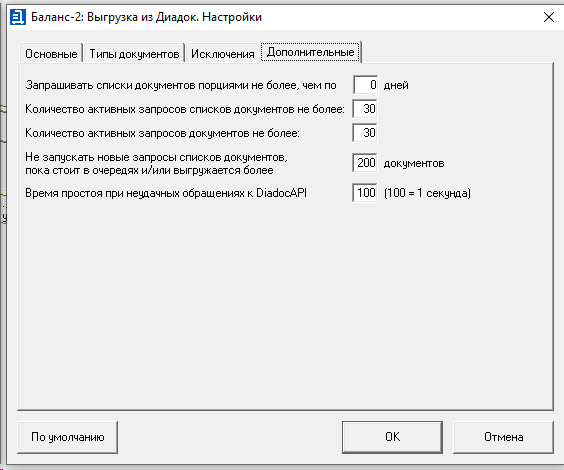 Баланс-2: Выгрузка из Диадок. Настройки
Основные Типы документов Исключения Дополнительные
Запрашивать списки документов порциями не более, чем по 0 дней
Количество активных запросов списков документов не более: 30
Количество активных запросов документов не более: 30
Не запускать новые запросы списков документов,
пока стоит в очередях и/или выгружается более 200 документов
Время простоя при неудачных обращениях к DiadocAPI 100 (100 = 1 секунда)
По умолчанию OK Отмена